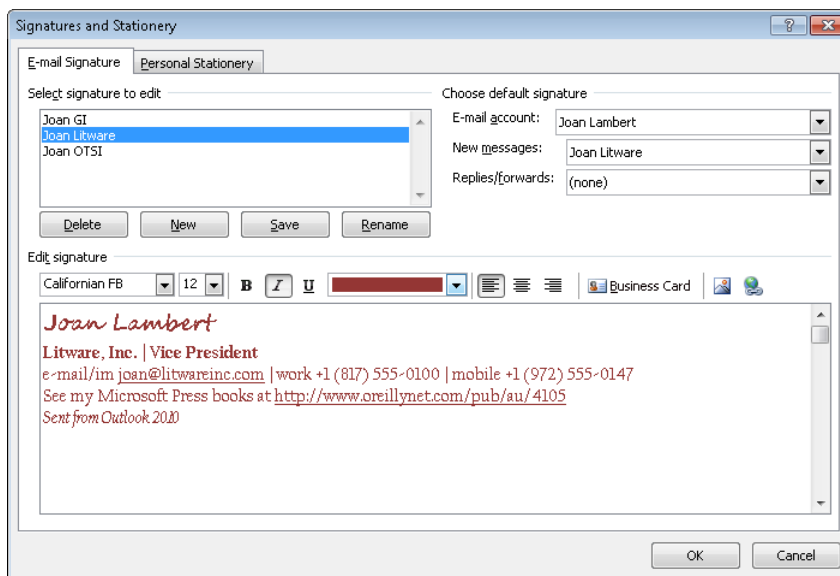 Signatures and Stationery
E-mail Signature Personal Stationery
Select signature to edit
Joan GI
Joan Litware
Joan OTSI
Delete New Save Rename
Choose default signature
E-mail account: Joan Lambert
New messages: Joan Litware
Replies/forwards: (none)
Edit signature
Californian FB 12 B I U Business Card
Joan Lambert
Litware, Inc. | Vice President
e-mail/im joan@litwareinc.com | work +1 (817) 555-0100 | mobile +1 (972) 555-0147
See my Microsoft Press books at http://www.oreillynet.com/pub/au/4105
Sent from Outlook 2010
OK Cancel